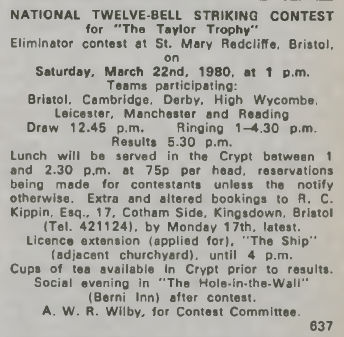 NATIONAL TWELVE-BELL STRIKING CONTEST
for "The Taylor Trophy"
Eliminator contest at St. Mary Redcliffe, Bristol,
on
Saturday, March 22nd, 1980, at 1 p.m.
Teams participating:
Bristol, Cambridge, Derby, High Wycombe,
Leicester, Manchester and Reading
Draw 12.45 p.m. Ringing 1–4.30 p.m.
Results 5.30 p.m.
Lunch will be served in the Crypt between 1
and 2.30 p.m. at 75p per head, reservations
being made for contestants unless the notify
otherwise. Extra and altered bookings to R. C.
Kippin, Esq., 17, Cotham Side, Kingsdown, Bristol
(Tel. 421124), by Monday 17th, latest.
Licence extension (applied for), "The Ship"
(adjacent churchyard), until 4 p.m.
Cups of tea available in Crypt prior to results.
Social evening in "The Hole-in-the-Wall"
(Berni Inn) after contest.
A. W. R. Wilby, for Contest Committee.
637